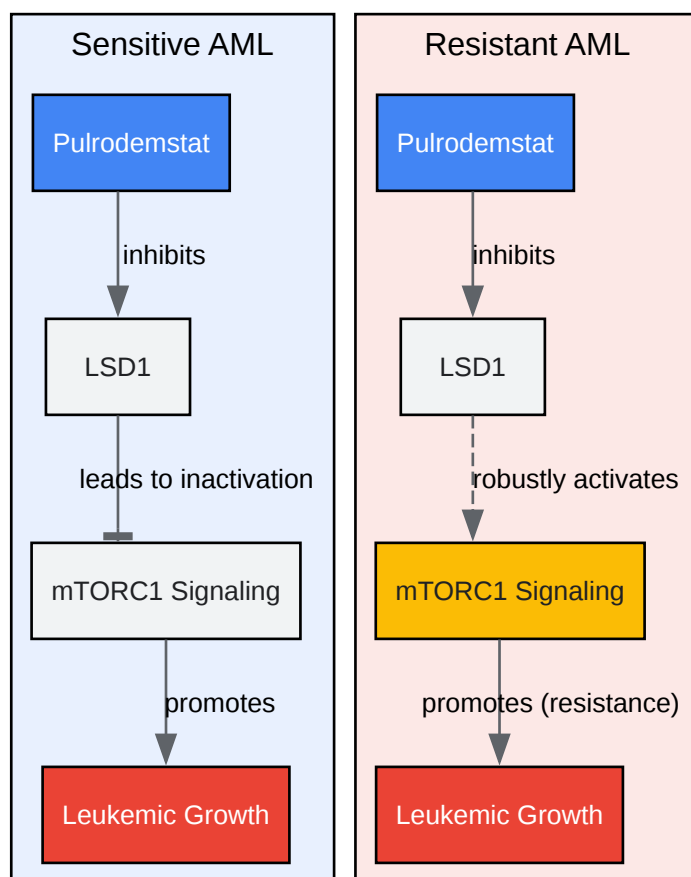 Sensitive AML
Pulrodemstat
inhibits
LSD1
leads to inactivation
mTORC1 Signaling
promotes
Leukemic Growth
Resistant AML
Pulrodemstat
inhibits
LSD1
robustly activates
mTORC1 Signaling
promotes (resistance)
Leukemic Growth